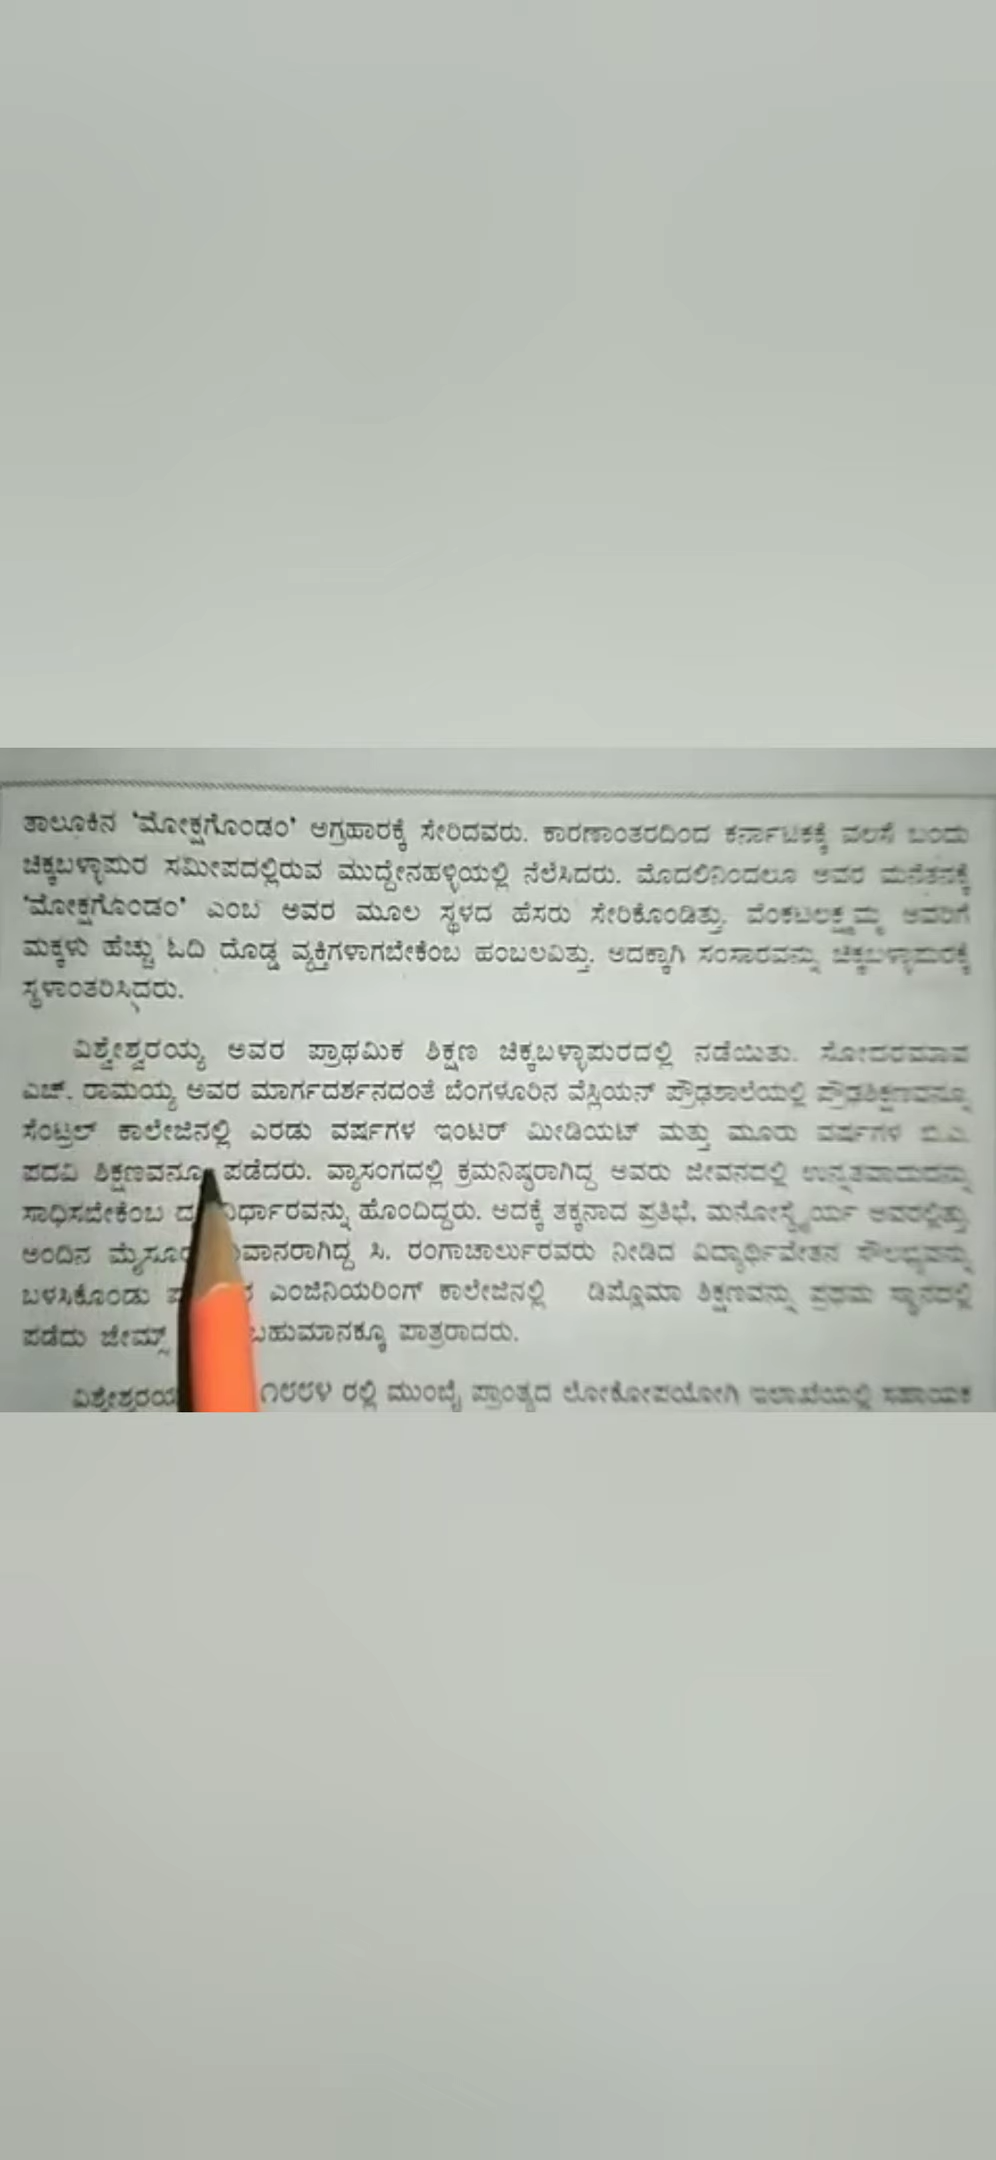 ತಾಲೂಕಿನ 'ಮೋಕ್ಷಗೊಂಡಂ' ಅಗ್ರಹಾರಕ್ಕೆ ಸೇರಿದವರು. ಕಾರಣಾಂತರದಿಂದ ಕರ್ನಾಟಕಕ್ಕೆ ವಲಸೆ ಬಂದು
ಚಿಕ್ಕಬಳ್ಳಾಪುರ ಸಮೀಪದಲ್ಲಿರುವ ಮುದ್ದೇನಹಳ್ಳಿಯಲ್ಲಿ ನೆಲೆಸಿದರು. ಮೊದಲಿನಿಂದಲೂ ಅವರ ಮನೆತನಕ್ಕೆ
'ಮೋಕ್ಷಗೊಂಡಂ' ಎಂಬ ಅವರ ಮೂಲ ಸ್ಥಳದ ಹೆಸರು ಸೇರಿಕೊಂಡಿತ್ತು. ವೆಂಕಟಲಕ್ಷ್ಮಮ್ಮ ಅವರಿಗೆ
ಮಕ್ಕಳು ಹೆಚ್ಚು ಓದಿ ದೊಡ್ಡ ವ್ಯಕ್ತಿಗಳಾಗಬೇಕೆಂಬ ಹಂಬಲವಿತ್ತು. ಅದಕ್ಕಾಗಿ ಸಂಸಾರವನ್ನು ಚಿಕ್ಕಬಳ್ಳಾಪುರಕ್ಕೆ
ಸ್ಥಳಾಂತರಿಸಿದರು.
ವಿಶ್ವೇಶ್ವರಯ್ಯ ಅವರ ಪ್ರಾಥಮಿಕ ಶಿಕ್ಷಣ ಚಿಕ್ಕಬಳ್ಳಾಪುರದಲ್ಲಿ ನಡೆಯಿತು. ಸೋದರಮಾವ
ಎಚ್. ರಾಮಯ್ಯ ಅವರ ಮಾರ್ಗದರ್ಶನದಂತೆ ಬೆಂಗಳೂರಿನ ವೆಸ್ಲಿಯನ್ ಪ್ರೌಢಶಾಲೆಯಲ್ಲಿ ಪ್ರೌಢಶಿಕ್ಷಣವನ್ನೂ
ಸೆಂಟ್ರಲ್ ಕಾಲೇಜಿನಲ್ಲಿ ಎರಡು ವರ್ಷಗಳ ಇಂಟರ್ ಮೀಡಿಯಟ್ ಮತ್ತು ಮೂರು ವರ್ಷಗಳ ಬಿ.ಎ.
ಪದವಿ ಶಿಕ್ಷಣವನ್ನೂ ಪಡೆದರು. ವ್ಯಾಸಂಗದಲ್ಲಿ ಕ್ರಮನಿಷ್ಠರಾಗಿದ್ದ ಅವರು ಜೀವನದಲ್ಲಿ ಉನ್ನತವಾದುದನ್ನು
ಸಾಧಿಸಬೇಕೆಂಬ ನಿರ್ಧಾರವನ್ನು ಹೊಂದಿದ್ದರು. ಅದಕ್ಕೆ ತಕ್ಕನಾದ ಪ್ರತಿಭೆ, ಮನೋಸ್ಥೈರ್ಯ ಅವರಲ್ಲಿತ್ತು
ಅಂದಿನ ಮೈಸೂರ ವಾನರಾಗಿದ್ದ ಸಿ. ರಂಗಾಚಾರ್ಲುರವರು ನೀಡಿದ ವಿದ್ಯಾರ್ಥಿವೇತನ ಸೌಲಭ್ಯವನ್ನು
ಬಳಸಿಕೊಂಡು ಎಂಜಿನಿಯರಿಂಗ್ ಕಾಲೇಜಿನಲ್ಲಿ ಡಿಪ್ಲೊಮಾ ಶಿಕ್ಷಣವನ್ನು ಪ್ರಥಮ ಸ್ಥಾನದಲ್ಲಿ
ಪಡೆದು ಜೇಮ್ಸ್ ಬಹುಮಾನಕ್ಕೂ ಪಾತ್ರರಾದರು.
ವಿಶ್ವೇಶ್ವರಯ ೧೮೮೪ ರಲ್ಲಿ ಮುಂಬೈ ಪ್ರಾಂತ್ಯದ ಲೋಕೋಪಯೋಗಿ ಇಲಾಖೆಯಲ್ಲಿ ಸಹಾಯಕ